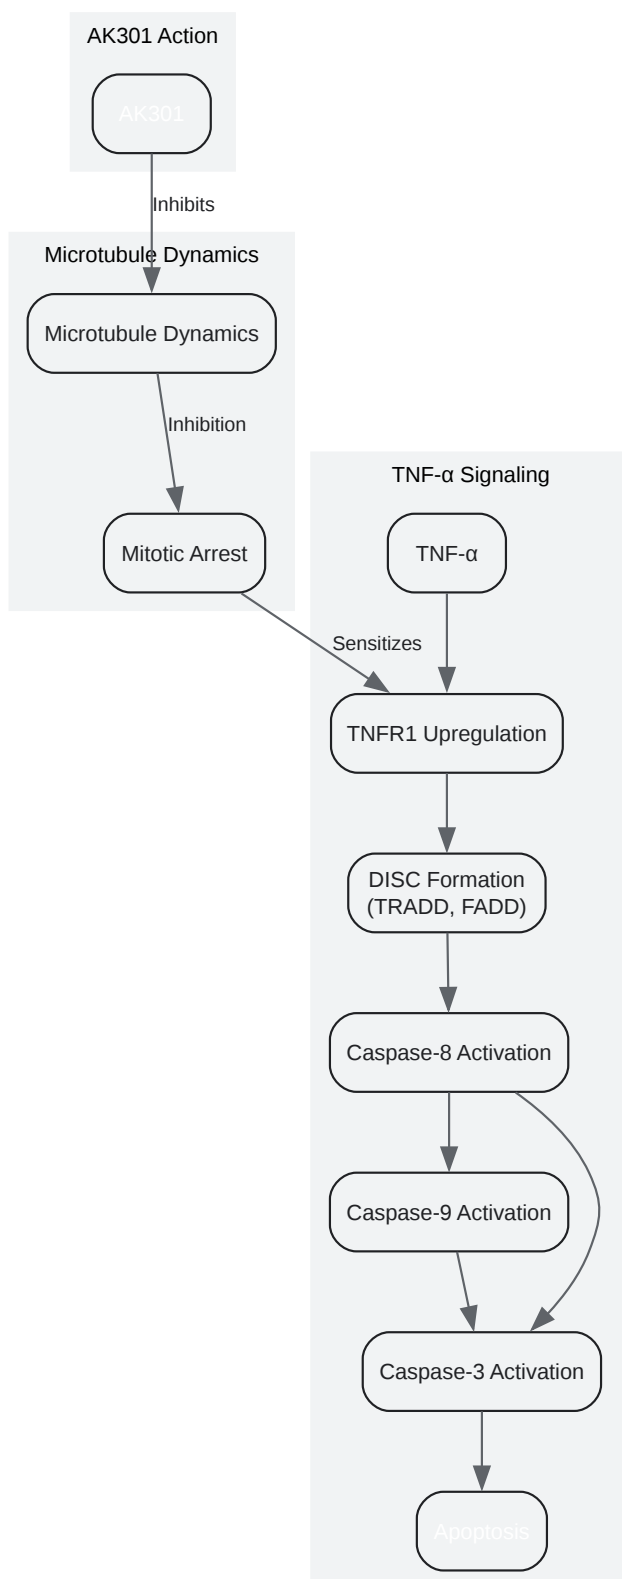 AK301 Action
AK301
Inhibits
Microtubule Dynamics
Microtubule Dynamics
Inhibition
Mitotic Arrest
TNF-α Signaling
TNF-α
Sensitizes
TNFR1 Upregulation
DISC Formation
(TRADD, FADD)
Caspase-8 Activation
Caspase-9 Activation
Caspase-3 Activation
Apoptosis